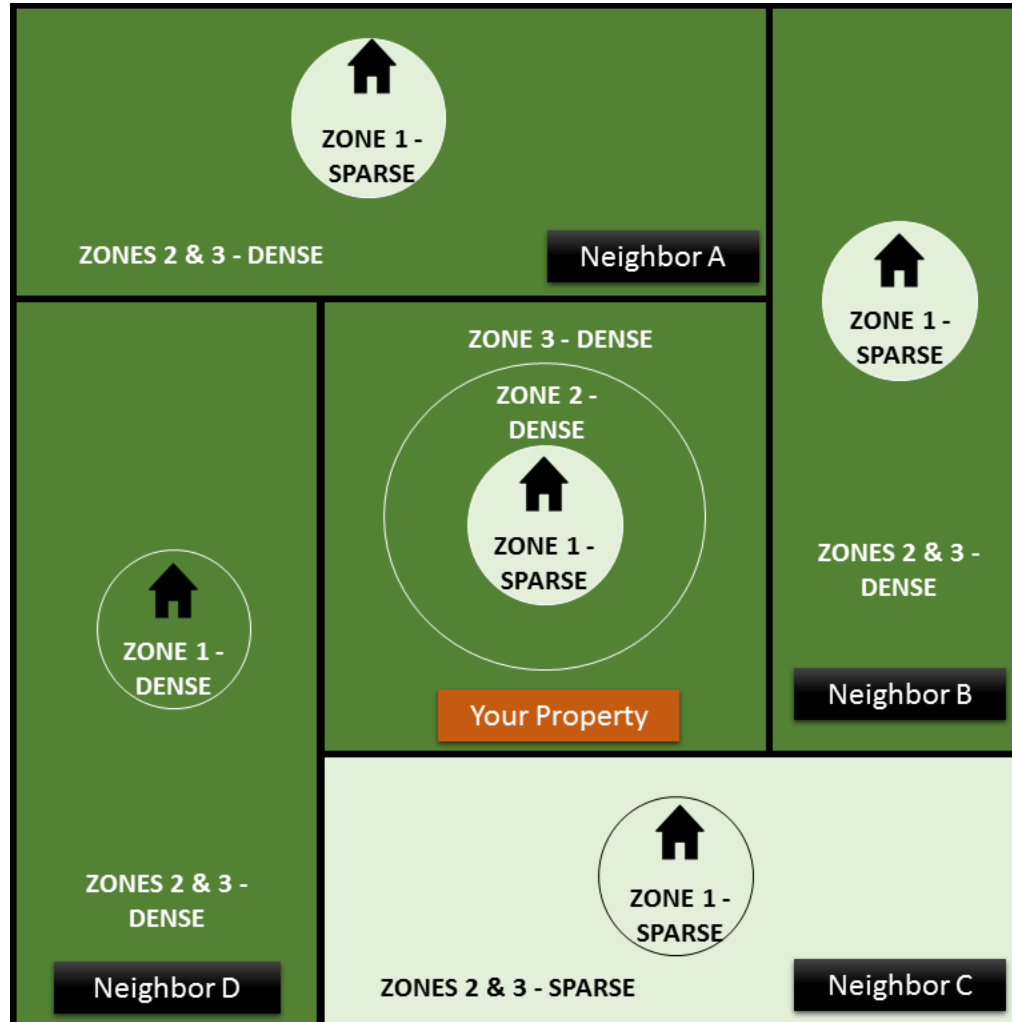 ZONE 1 -
SPARSE
ZONES 2 & 3 - DENSE
Neighbor A
ZONE 1 -
SPARSE
ZONES 2 & 3 -
DENSE
Neighbor B
ZONE 3 - DENSE
ZONE 2 -
DENSE
ZONE 1 -
SPARSE
Your Property
ZONE 1 -
DENSE
ZONES 2 & 3 -
DENSE
Neighbor D
ZONE 1 -
SPARSE
ZONES 2 & 3 - SPARSE
Neighbor C